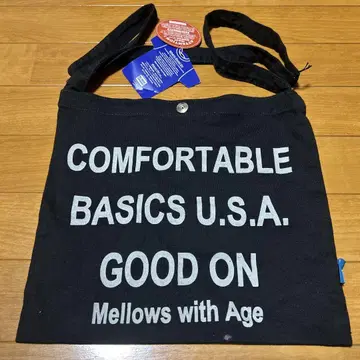 COMFORTABLE
BASICS U.S.A.
GOOD ON
Mellows with Age